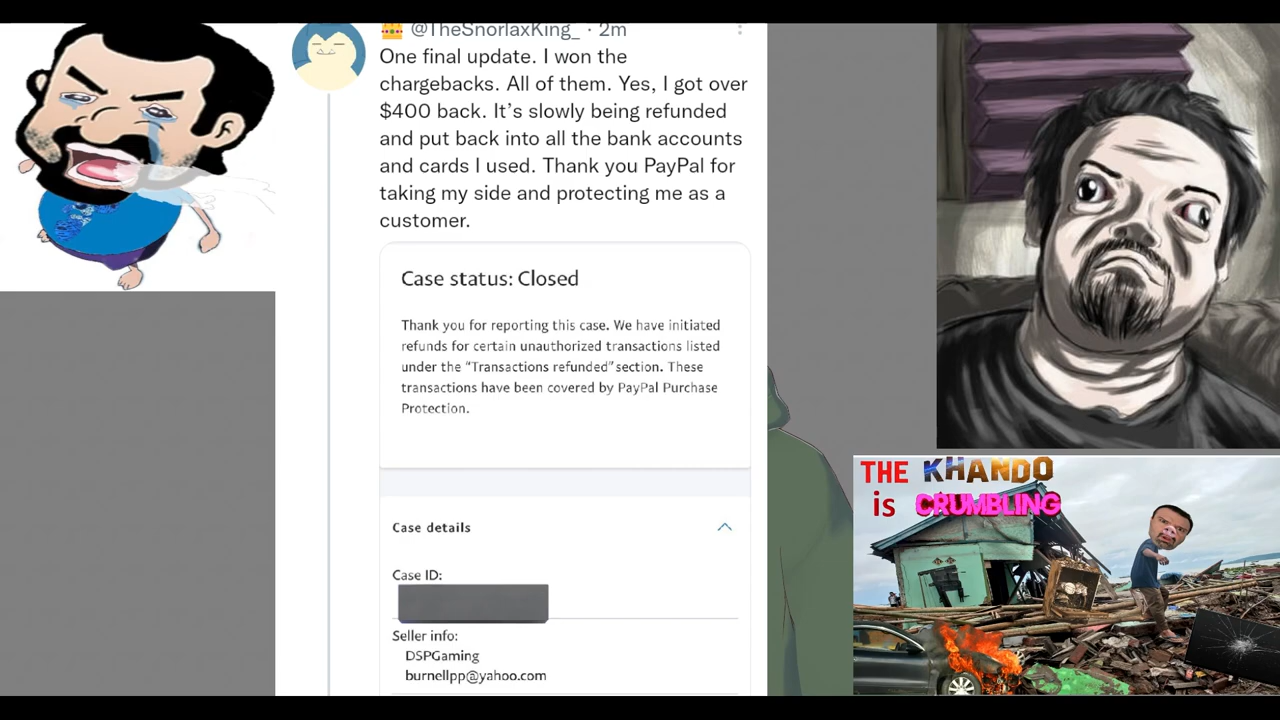 @TheSnorlaxKing_ · 2m
One final update. I won the
chargebacks. All of them. Yes, I got over
$400 back. It’s slowly being refunded
and put back into all the bank accounts
and cards I used. Thank you PayPal for
taking my side and protecting me as a
customer.
Case status: Closed
Thank you for reporting this case. We have initiated
refunds for certain unauthorized transactions listed
under the “Transactions refunded” section. These
transactions have been covered by PayPal Purchase
Protection.
Case details
Case ID:
Seller info:
DSPGaming
burnellpp@yahoo.com
THE KHANDO
is CRUMBLING